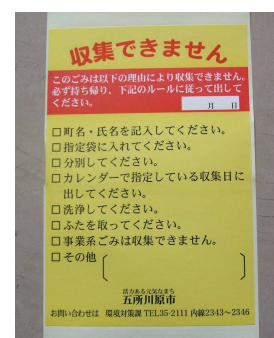 収集できません
このごみは以下の理由により収集できません。
必ず持ち帰り、下記のルールに従って出して
ください。
月 日
□町名・氏名を記入してください。
□指定袋に入れてください。
□分別してください。
□カレンダーで指定している収集日に
出してください。
□洗浄してください。
□ふたを取ってください。
□事業系ごみは収集できません。
□その他
活力ある元気なまち
五所川原市
お問い合わせは 環境対策課 TEL35-2111 内線2343～2346